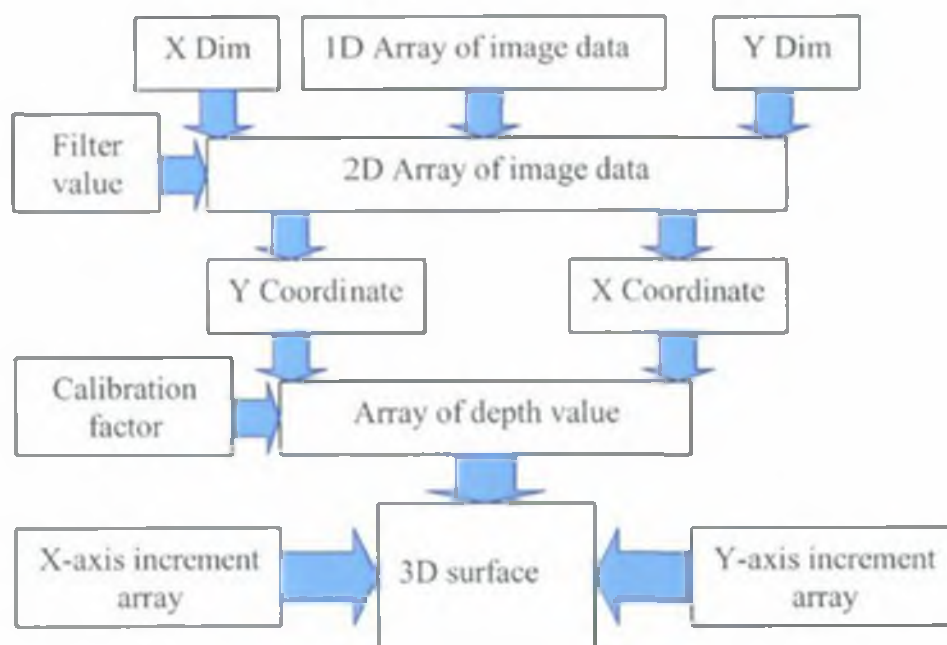 X Dim
1D Array of image data
Y Dim
Filter
value
2D Array of image data
Y Coordinate
X Coordinate
Calibration
factor
Array of depth value
X-axis increment
array
3D surface
Y-axis increment
array